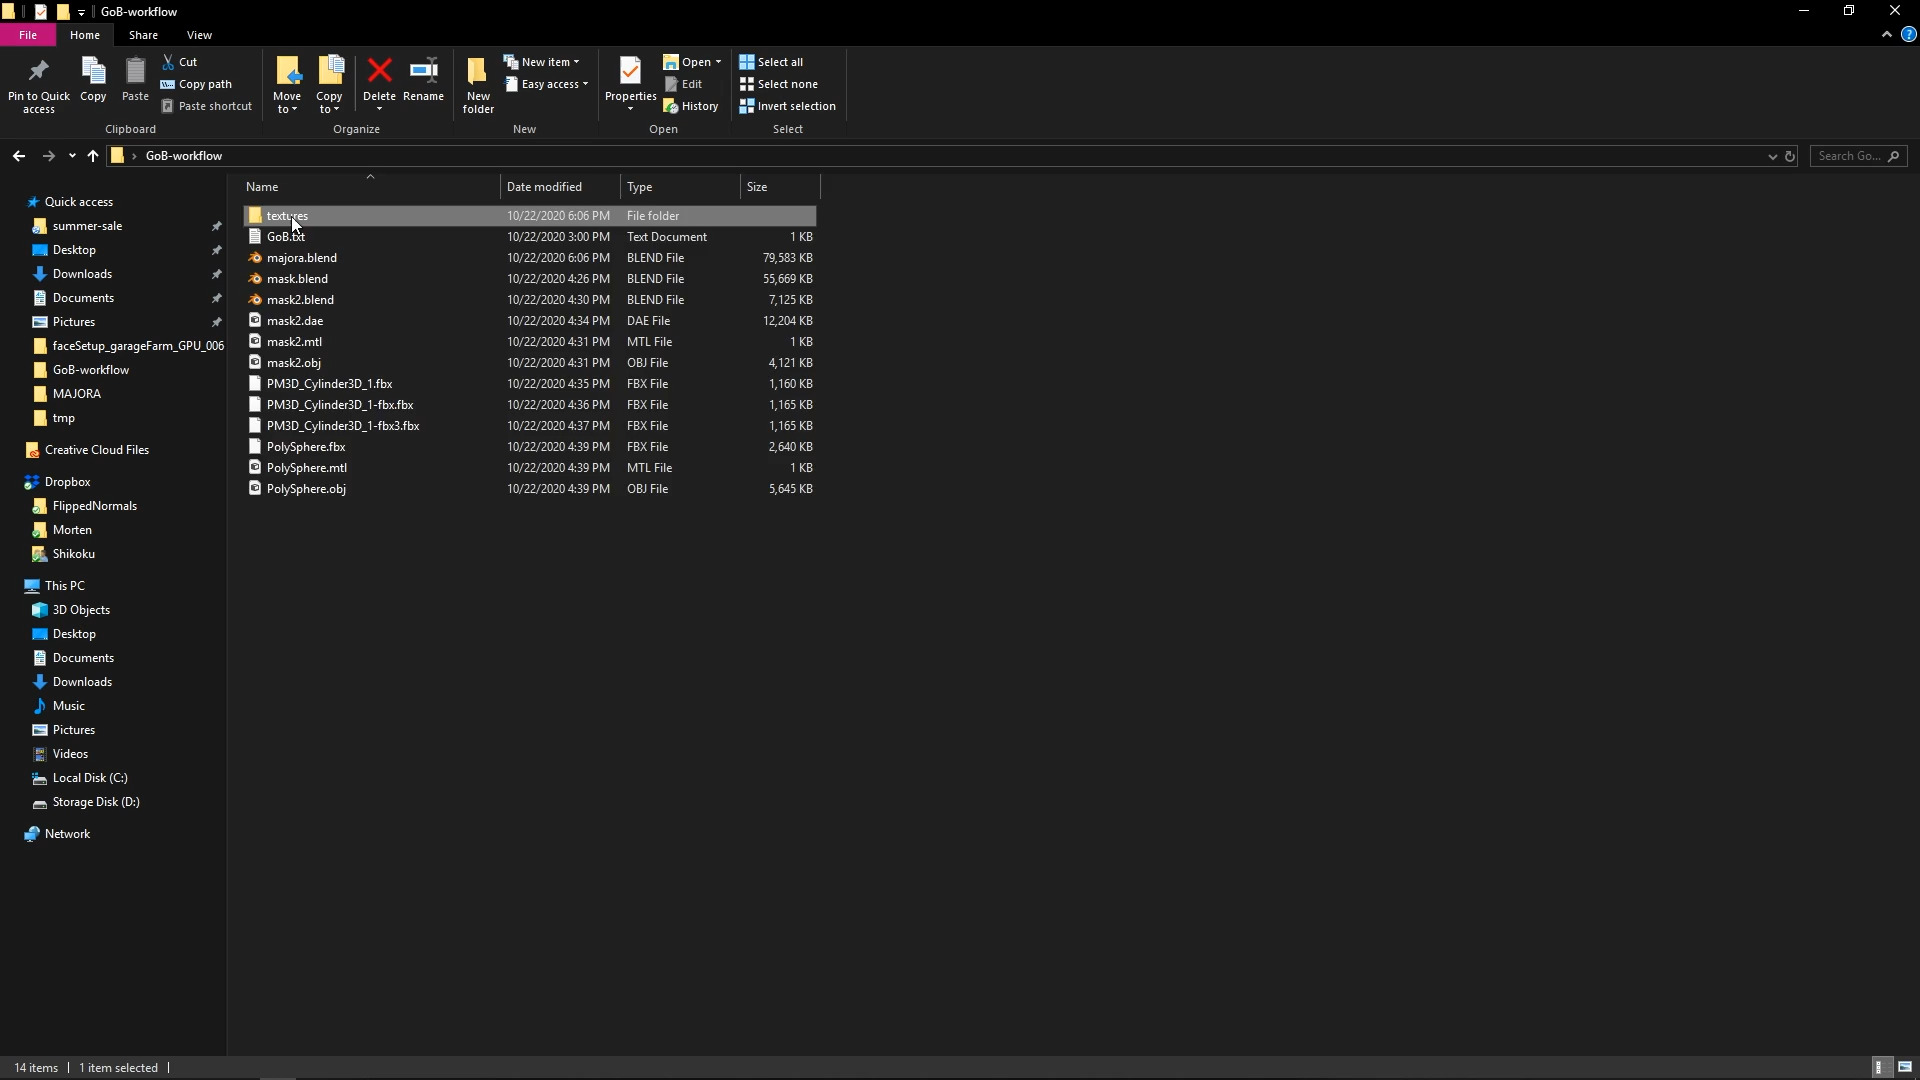 GoB-workflow
File Home Share View
Pin to Quick access
Copy
Paste
Cut
Copy path
Paste shortcut
Move to
Copy to
Delete
Rename
New folder
New item
Easy access
Properties
Open
Edit
History
Select all
Select none
Invert selection
Clipboard Organize New Open Select
GoB-workflow
Search Go...
Name Date modified Type Size
textures 10/22/2020 6:06 PM File folder
GoB.txt 10/22/2020 3:00 PM Text Document 1 KB
majora.blend 10/22/2020 6:06 PM BLEND File 79,583 KB
mask.blend 10/22/2020 4:26 PM BLEND File 55,669 KB
mask2.blend 10/22/2020 4:30 PM BLEND File 7,125 KB
mask2.dae 10/22/2020 4:34 PM DAE File 12,204 KB
mask2.mtl 10/22/2020 4:31 PM MTL File 1 KB
mask2.obj 10/22/2020 4:31 PM OBJ File 4,121 KB
PM3D_Cylinder3D_1.fbx 10/22/2020 4:35 PM FBX File 1,160 KB
PM3D_Cylinder3D_1-fbx.fbx 10/22/2020 4:36 PM FBX File 1,165 KB
PM3D_Cylinder3D_1-fbx3.fbx 10/22/2020 4:37 PM FBX File 1,165 KB
PolySphere.fbx 10/22/2020 4:39 PM FBX File 2,640 KB
PolySphere.mtl 10/22/2020 4:39 PM MTL File 1 KB
PolySphere.obj 10/22/2020 4:39 PM OBJ File 5,645 KB
Quick access
summer-sale
Desktop
Downloads
Documents
Pictures
faceSetup_garageFarm_GPU_006
GoB-workflow
MAJORA
tmp
Creative Cloud Files
Dropbox
FlippedNormals
Morten
Shikoku
This PC
3D Objects
Desktop
Documents
Downloads
Music
Pictures
Videos
Local Disk (C:)
Storage Disk (D:)
Network
14 items 1 item selected